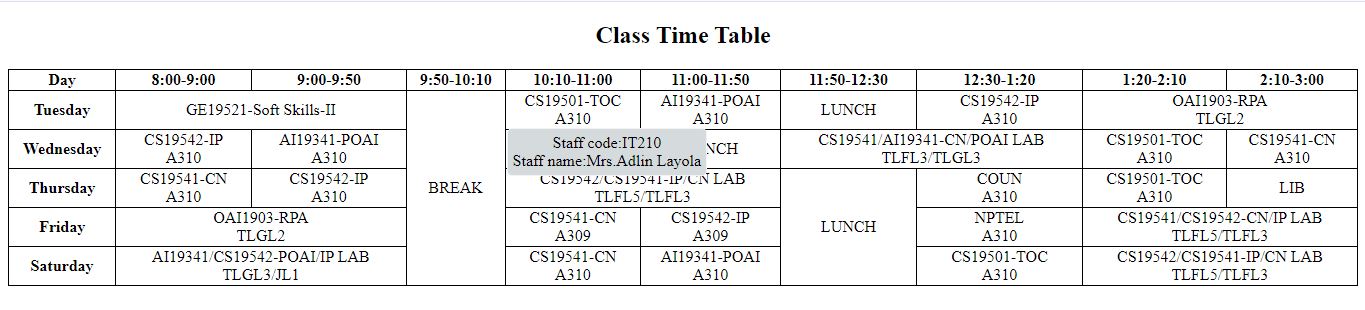 Class Time Table
Day 8:00-9:00 9:00-9:50 9:50-10:10 10:10-11:00 11:00-11:50 11:50-12:30 12:30-1:20 1:20-2:10 2:10-3:00
Tuesday GE19521-Soft Skills-II CS19501-TOC AI19341-POAI LUNCH CS19542-IP OAI1903-RPA
A310 A310 A310 TLGL2
Wednesday CS19542-IP AI19341-POAI NCH CS19541/AI19341-CN/POAI LAB CS19501-TOC CS19541-CN
A310 A310 TLFL3/TLGL3 A310 A310
Staff code:IT210
Staff name:Mrs.Adlin Layola
Thursday CS19541-CN CS19542-IP BREAK CS19542/CS19541-IP/CN LAB COUN CS19501-TOC LIB
A310 A310 TLFL5/TLFL3 A310 A310
Friday OAI1903-RPA CS19541-CN CS19542-IP LUNCH NPTEL CS19541/CS19542-CN/IP LAB
TLGL2 A309 A309 A310 TLFL5/TLFL3
Saturday AI19341/CS19542-POAI/IP LAB CS19541-CN AI19341-POAI CS19501-TOC CS19542/CS19541-IP/CN LAB
TLGL3/JL1 A310 A310 A310 TLFL5/TLFL3